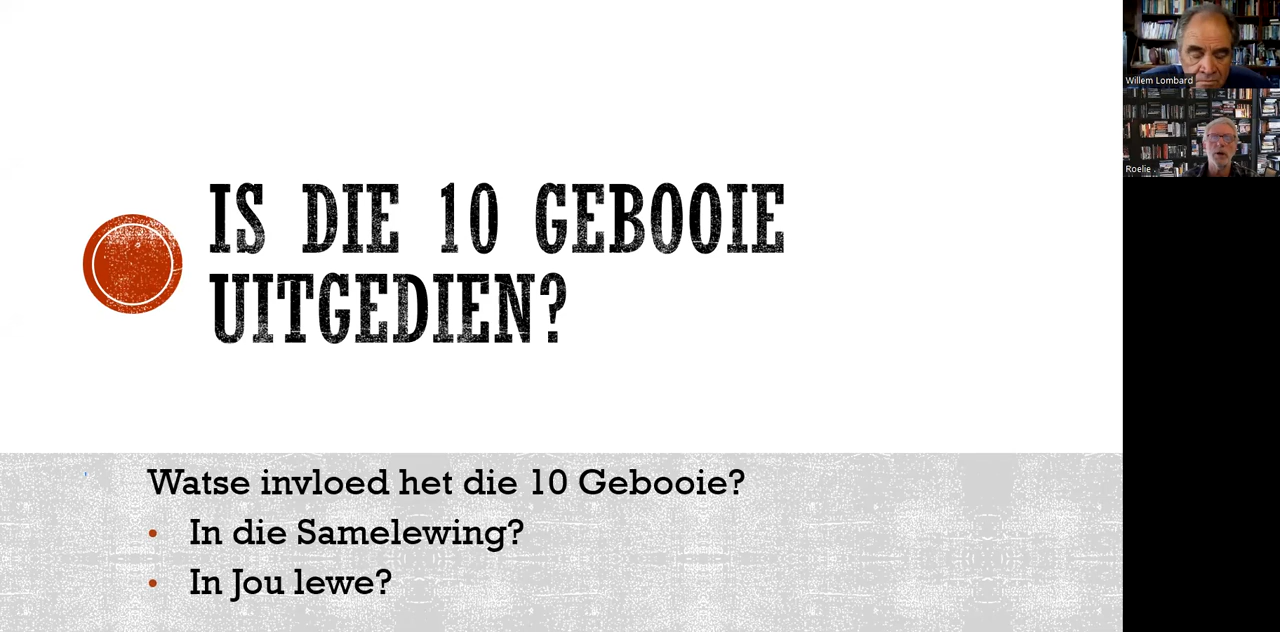 IS DIE 10 GEBOOIE
UITGEDIEN?
Watse invloed het die 10 Gebooie?
• In die Samelewing?
• In Jou lewe?
Willem Lombard
Roelie .